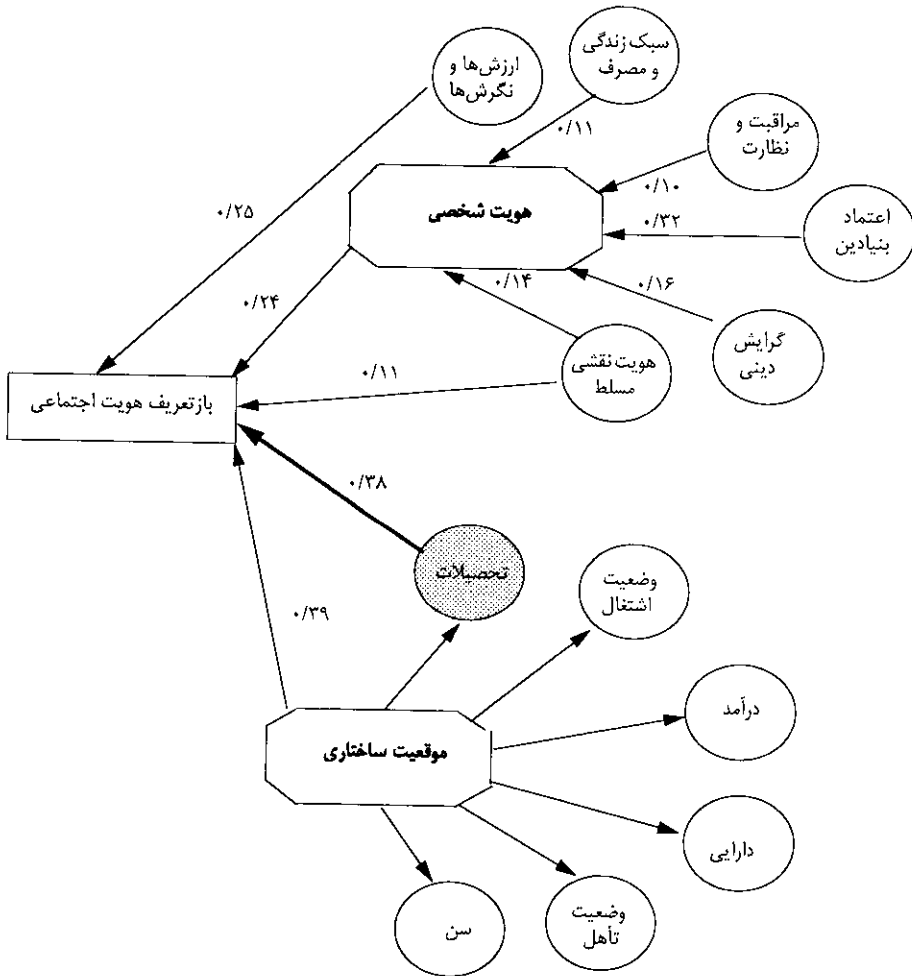 سبک زندگی
و مصرف
ارزش‌ها و
نگرش‌ها
مراقبت و
نظارت
۰/۱۱
۰/۱۰
هویت شخصی
۰/۳۲
اعتماد
بنیادین
۰/۲۵
۰/۱۴
۰/۱۶
۰/۲۴
گرایش
دینی
هویت نقشی
مسلط
۰/۱۱
بازتعریف هویت اجتماعی
۰/۳۸
تحصیلات
وضعیت
اشتغال
۰/۳۹
درآمد
موقعیت ساختاری
دارایی
وضعیت
تأهل
سن